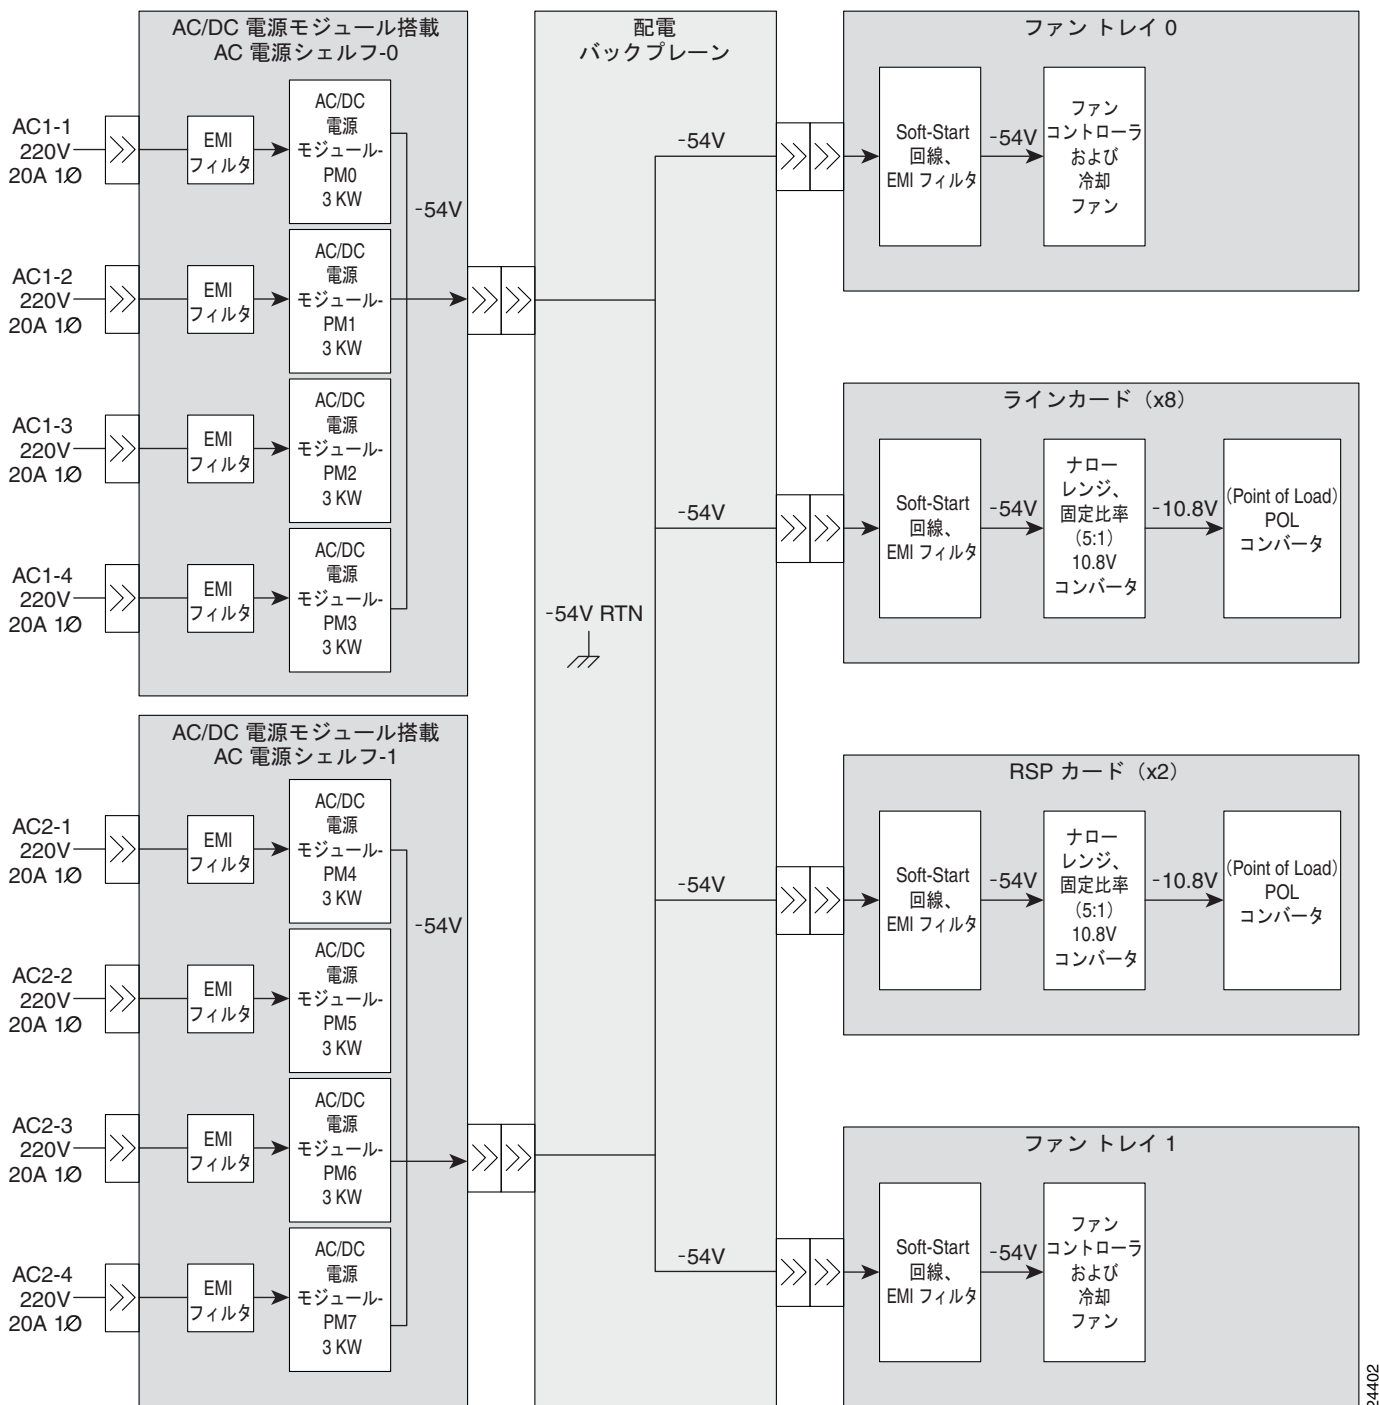 AC/DC 電源モジュール搭載
AC 電源シェルフ-0
AC1-1
220V
20A 1Ø
EMI
フィルタ
AC/DC
電源
モジュール-
PM0
3 KW
-54V
AC1-2
220V
20A 1Ø
EMI
フィルタ
AC/DC
電源
モジュール-
PM1
3 KW
AC1-3
220V
20A 1Ø
EMI
フィルタ
AC/DC
電源
モジュール-
PM2
3 KW
AC1-4
220V
20A 1Ø
EMI
フィルタ
AC/DC
電源
モジュール-
PM3
3 KW
AC/DC 電源モジュール搭載
AC 電源シェルフ-1
AC2-1
220V
20A 1Ø
EMI
フィルタ
AC/DC
電源
モジュール-
PM4
3 KW
-54V
AC2-2
220V
20A 1Ø
EMI
フィルタ
AC/DC
電源
モジュール-
PM5
3 KW
AC2-3
220V
20A 1Ø
EMI
フィルタ
AC/DC
電源
モジュール-
PM6
3 KW
AC2-4
220V
20A 1Ø
EMI
フィルタ
AC/DC
電源
モジュール-
PM7
3 KW
配電
バックプレーン
-54V
-54V
-54V RTN
-54V
-54V
ファン トレイ 0
Soft-Start
回線、
EMI フィルタ
-54V
ファン
コントローラ
および
冷却
ファン
ラインカード（x8）
Soft-Start
回線、
EMI フィルタ
-54V
ナロー
レンジ、
固定比率
（5:1）
10.8V
コンバータ
-10.8V
(Point of Load)
POL
コンバータ
RSP カード（x2）
Soft-Start
回線、
EMI フィルタ
-54V
ナロー
レンジ、
固定比率
（5:1）
10.8V
コンバータ
-10.8V
(Point of Load)
POL
コンバータ
ファン トレイ 1
Soft-Start
回線、
EMI フィルタ
-54V
ファン
コントローラ
および
冷却
ファン